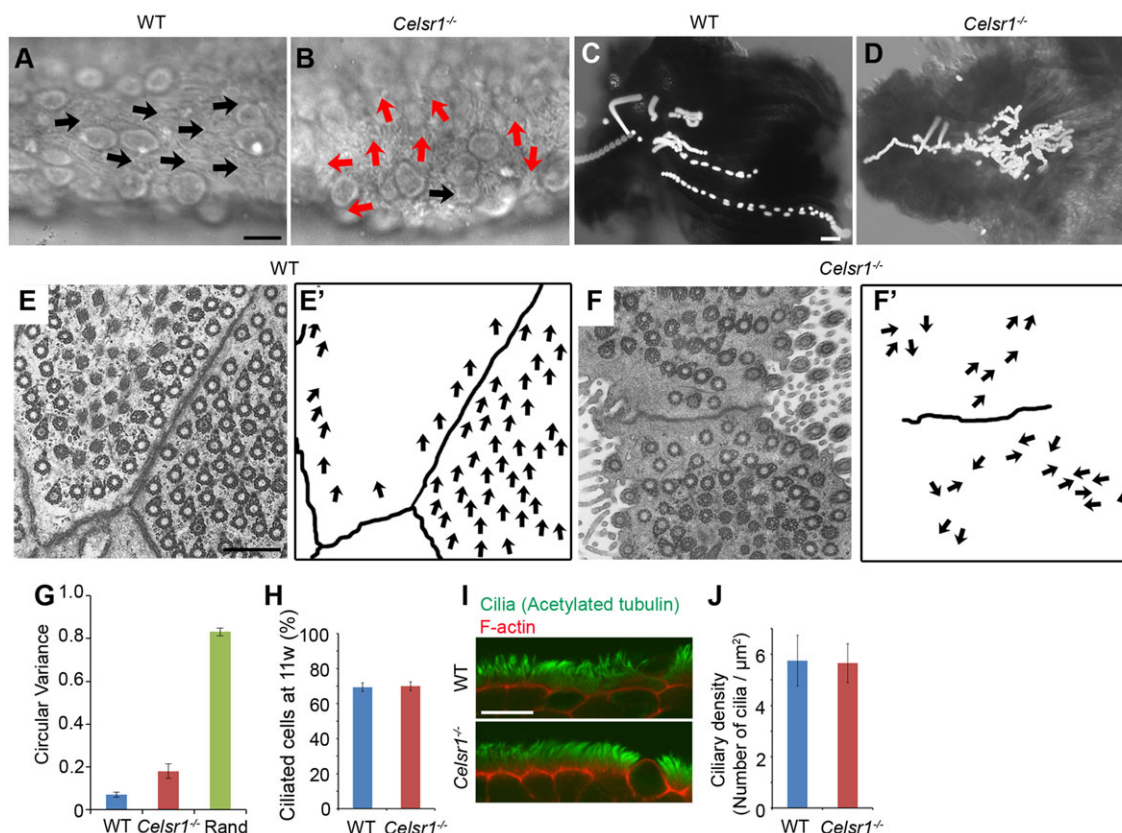 WT
Celsr1-/-
WT
Celsr1-/-
A
B
C
D
WT
Celsr1-/-
E
E'
F
F'
G
Circular Variance
1.0
0.8
0.6
0.4
0.2
0
WT
Celsr1-/-
Rand
H
Ciliated cells at 11w (%)
100
80
60
40
20
0
WT
Celsr1-/-
I
Cilia (Acetylated tubulin)
F-actin
WT
Celsr1-/-
J
Ciliary density
(Number of cilia / μm²)
6
4
2
0
WT
Celsr1-/-